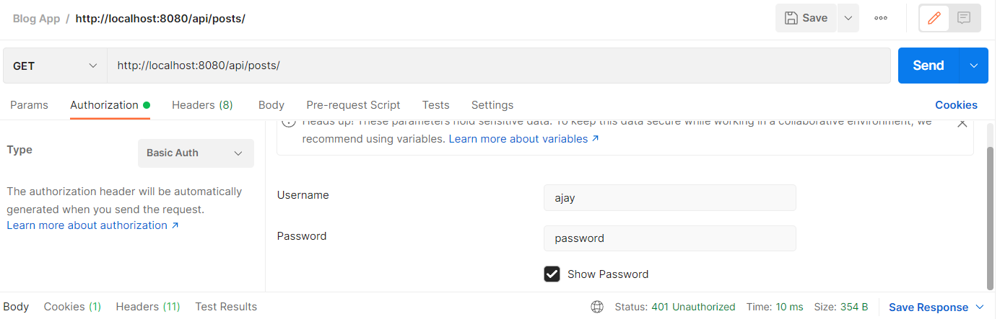 Blog App / http://localhost:8080/api/posts/
Save
GET http://localhost:8080/api/posts/ Send
Params Authorization Headers (8) Body Pre-request Script Tests Settings Cookies
Type Basic Auth
The authorization header will be automatically
generated when you send the request.
Learn more about authorization ↗
Heads up! These parameters hold sensitive data. To keep this data secure while working in a collaborative environment, we
recommend using variables. Learn more about variables ↗
Username ajay
Password password
Show Password
Body Cookies (1) Headers (11) Test Results Status: 401 Unauthorized Time: 10 ms Size: 354 B Save Response